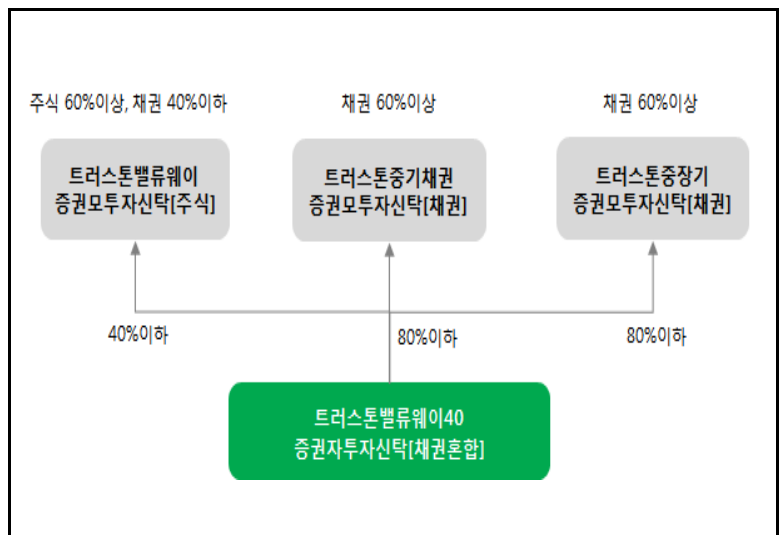 주식 60%이상, 채권 40%이하
채권 60%이상
채권 60%이상
트러스톤밸류웨이
증권모투자신탁[주식]
트러스톤중기채권
증권모투자신탁[채권]
트러스톤중장기
증권모투자신탁[채권]
40%이하
80%이하
80%이하
트러스톤밸류웨이40
증권자투자신탁[채권혼합]